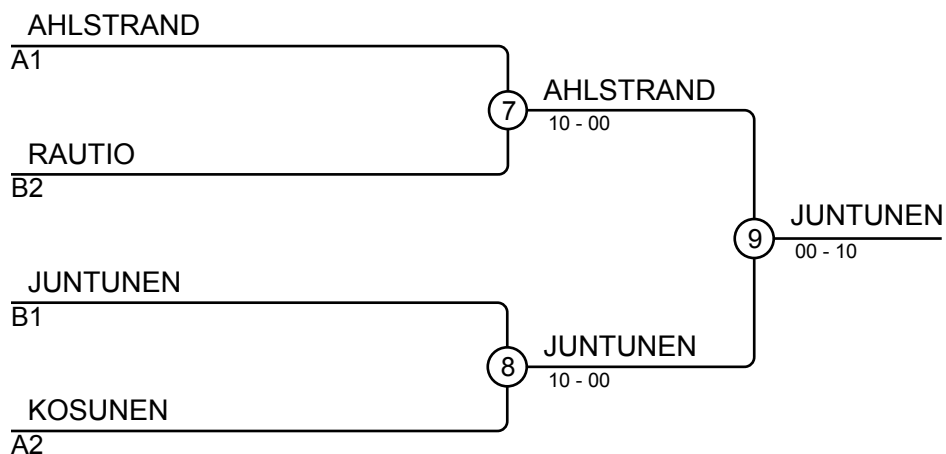 AHLSTRAND
A1
7
AHLSTRAND
10 - 00
RAUTIO
B2
9
JUNTUNEN
00 - 10
JUNTUNEN
B1
8
JUNTUNEN
10 - 00
KOSUNEN
A2